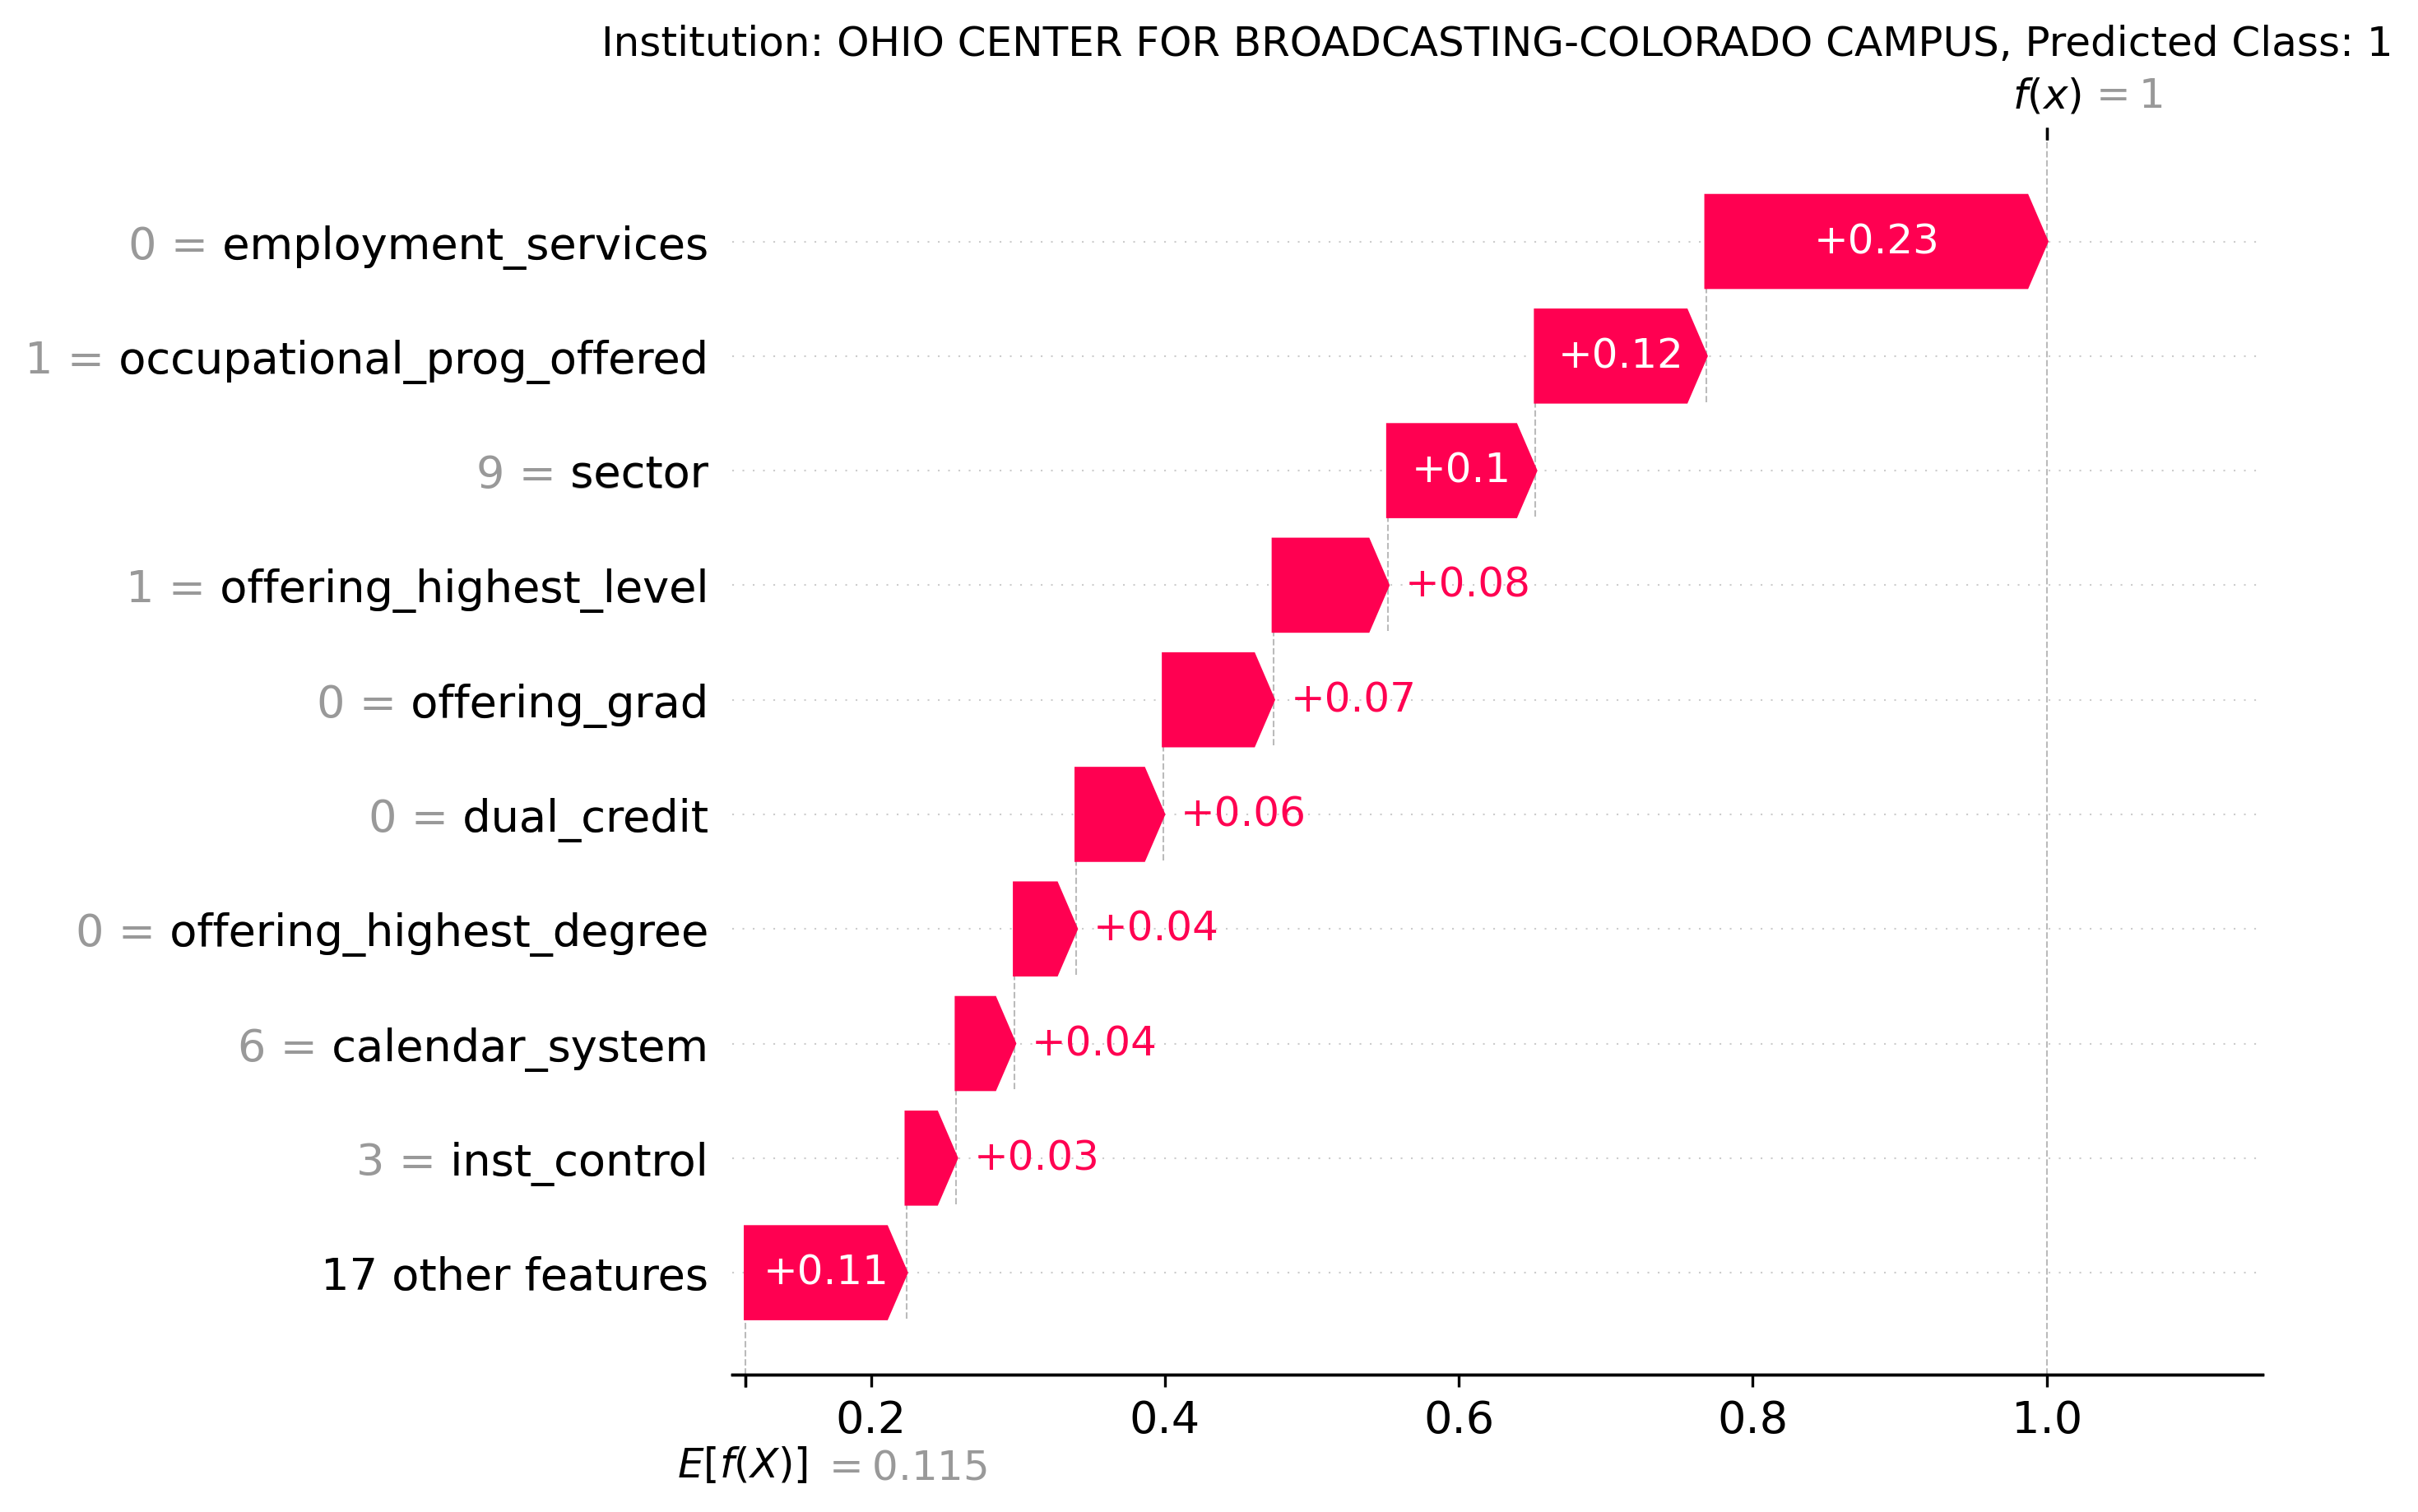 Institution: OHIO CENTER FOR BROADCASTING-COLORADO CAMPUS, Predicted Class: 1
f(x) = 1
0 = employment_services +0.23
1 = occupational_prog_offered +0.12
9 = sector +0.1
1 = offering_highest_level +0.08
0 = offering_grad +0.07
0 = dual_credit +0.06
0 = offering_highest_degree +0.04
6 = calendar_system +0.04
3 = inst_control +0.03
17 other features +0.11
0.2 0.4 0.6 0.8 1.0
E[f(X)] = 0.115